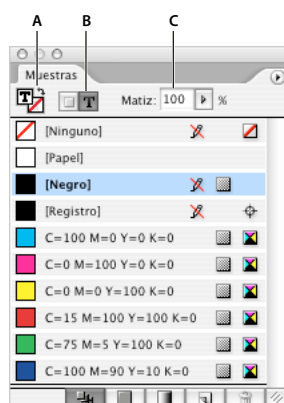 A B C
Muestras
T T Matiz: 100 %
[Ninguno]
[Papel]
[Negro]
[Registro]
C=100 M=0 Y=0 K=0
C=0 M=100 Y=0 K=0
C=0 M=0 Y=100 K=0
C=15 M=100 Y=100 K=0
C=75 M=5 Y=100 K=0
C=100 M=90 Y=10 K=0